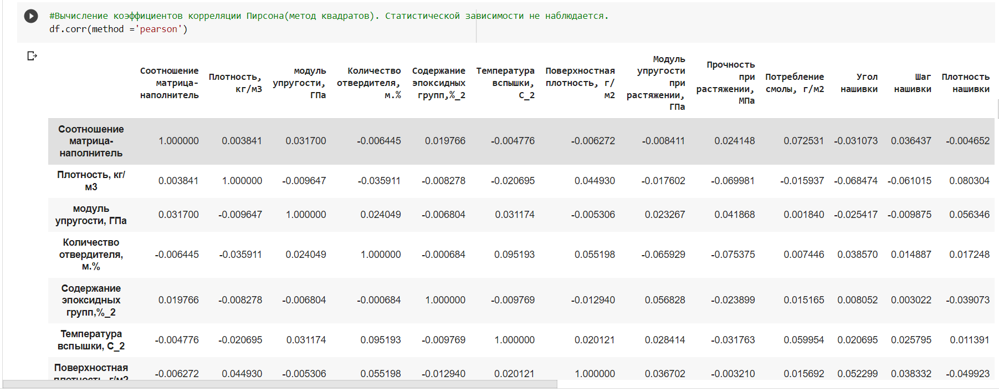 #Вычисление коэффициентов корреляции Пирсона(метод квадратов). Статистической зависимости не наблюдается.
df.corr(method ='pearson')
Соотношение матрица-наполнитель Плотность, кг/м3 модуль упругости, ГПа Количество отвердителя, м.% Содержание эпоксидных групп,%_2 Температура вспышки, С_2 Поверхностная плотность, г/м2 Модуль упругости при растяжении, ГПа Прочность при растяжении, МПа Потребление смолы, г/м2 Угол нашивки Шаг нашивки Плотность нашивки
Соотношение матрица-наполнитель 1.000000 0.003841 0.031700 -0.006445 0.019766 -0.004776 -0.006272 -0.008411 0.024148 0.072531 -0.031073 0.036437 -0.004652
Плотность, кг/м3 0.003841 1.000000 -0.009647 -0.035911 -0.008278 -0.020695 0.044930 -0.017602 -0.069981 -0.015937 -0.068474 -0.061015 0.080304
модуль упругости, ГПа 0.031700 -0.009647 1.000000 0.024049 -0.006804 0.031174 -0.005306 0.023267 0.041868 0.001840 -0.025417 -0.009875 0.056346
Количество отвердителя, м.% -0.006445 -0.035911 0.024049 1.000000 -0.000684 0.095193 0.055198 -0.065929 -0.075375 0.007446 0.038570 0.014887 0.017248
Содержание эпоксидных групп,%_2 0.019766 -0.008278 -0.006804 -0.000684 1.000000 -0.009769 -0.012940 0.056828 -0.023899 0.015165 0.008052 0.003022 -0.039073
Температура вспышки, С_2 -0.004776 -0.020695 0.031174 0.095193 -0.009769 1.000000 0.020121 0.028414 -0.031763 0.059954 0.020695 0.025795 0.011391
Поверхностная плотность, г/м2 -0.006272 0.044930 -0.005306 0.055198 -0.012940 0.020121 1.000000 0.036702 -0.003210 0.015692 0.052299 0.038332 -0.049923